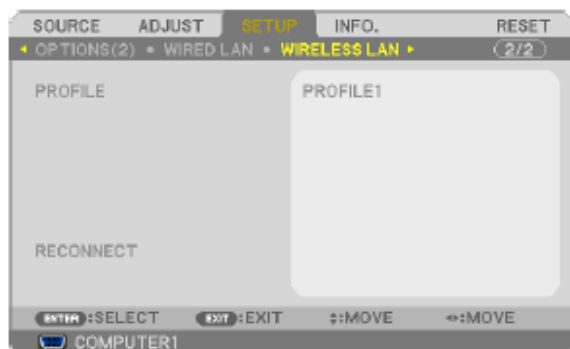 SOURCE ADJUST SETUP INFO. RESET
OPTIONS(2) • WIRED LAN • WIRELESS LAN 2/2
PROFILE PROFILE1
RECONNECT
ENTER:SELECT EXIT:EXIT :MOVE :MOVE
COMPUTER1